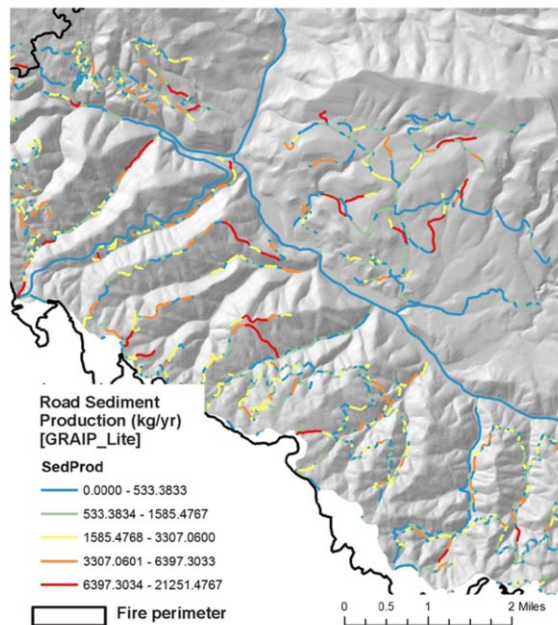 Road Sediment
Production (kg/yr)
[GRAIP_Lite]
SedProd
0.0000 - 533.3833
533.3834 - 1585.4767
1585.4768 - 3307.0600
3307.0601 - 6397.3033
6397.3034 - 21251.4767
Fire perimeter
0 0.5 1 2 Miles